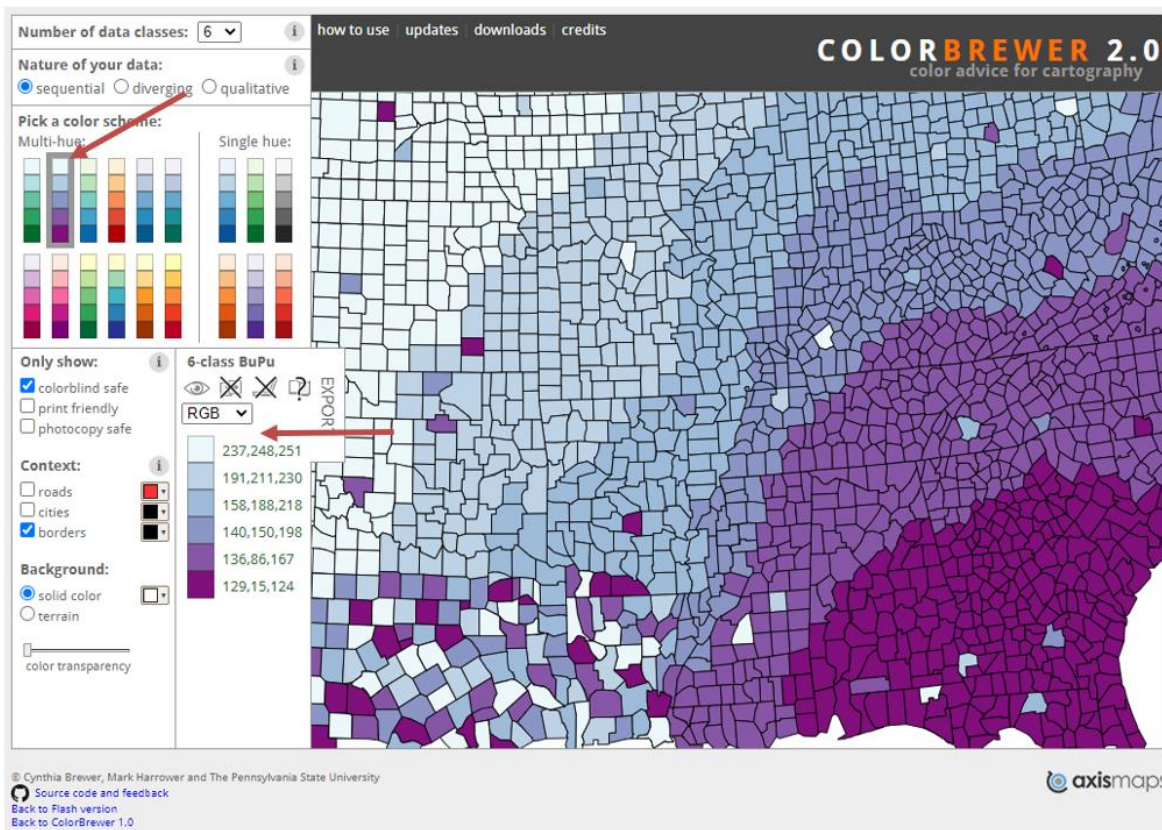 Number of data classes: 6
i
how to use | updates | downloads | credits
COLORBREWER 2.0
color advice for cartography
Nature of your data:
i
sequential diverging qualitative
Pick a color scheme:
Multi-hue:
Single hue:
Only show:
i
colorblind safe
print friendly
photocopy safe
Context:
i
roads
cities
borders
Background:
solid color
terrain
color transparency
6-class BuPu
EXPOR
RGB
237,248,251
191,211,230
158,188,218
140,150,198
136,86,167
129,15,124
© Cynthia Brewer, Mark Harrower and The Pennsylvania State University
Source code and feedback
Back to Flash version
Back to ColorBrewer 1.0
axismaps